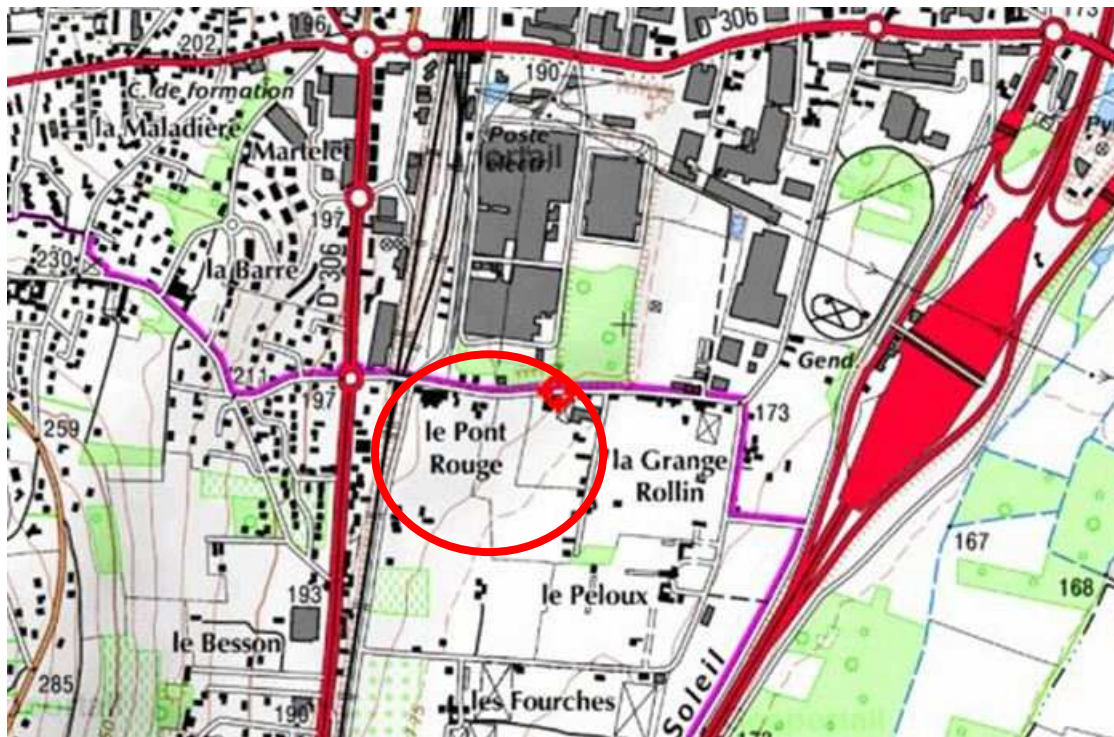 196
306
173
202
190
C. de formation
la Maladière
Martelet
Poste
électr
197
230
la Barre
D 306
Gend.
211
197
173
259
le Pont
Rouge
la Grange
Rollin
167
168
193
le Peloux
le Besson
285
les Fourches
Soleil
190
175